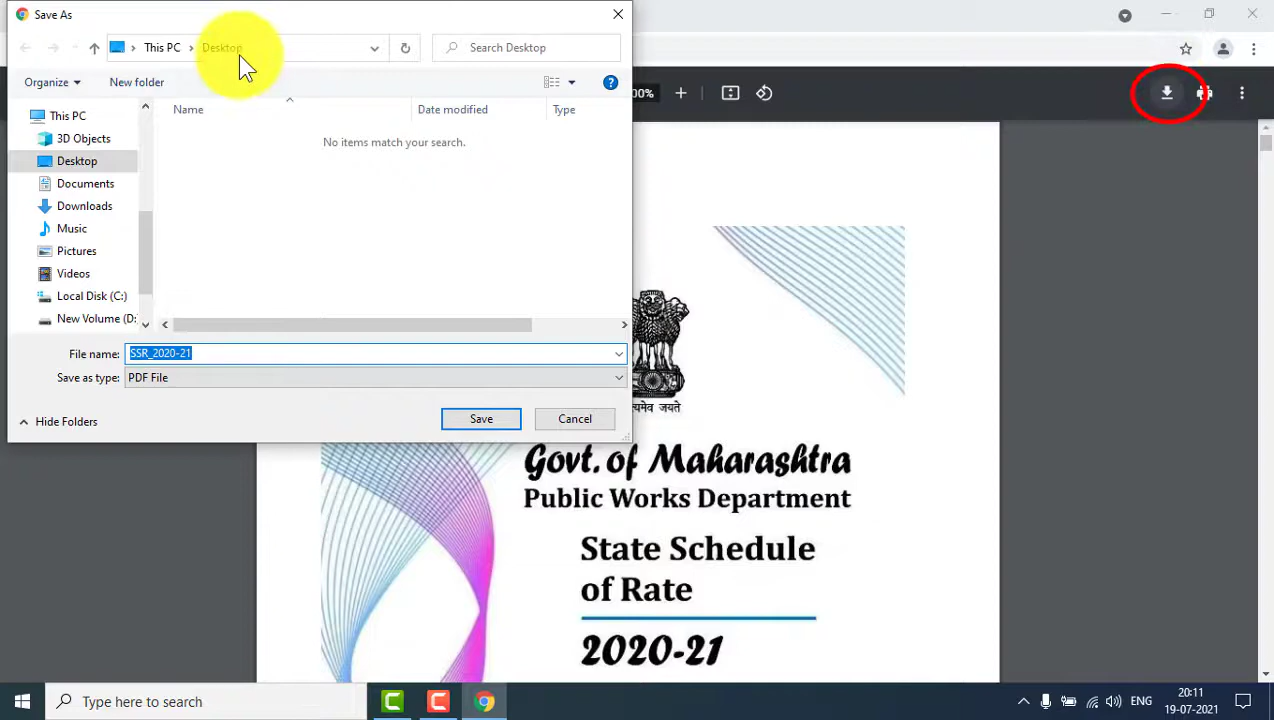 Save As
This PC
Desktop
Search Desktop
Organize
New folder
Name
Date modified
Type
This PC
3D Objects
Desktop
Documents
Downloads
Music
Pictures
Videos
Local Disk (C:)
New Volume (D:
No items match your search.
File name: SSR_2020-21
Save as type: PDF File
Hide Folders
Save
Cancel
00%
सत्यमेव जयते
Govt. of Maharashtra
Public Works Department
State Schedule
of Rate
2020-21
Type here to search
ENG
20:11
19-07-2021